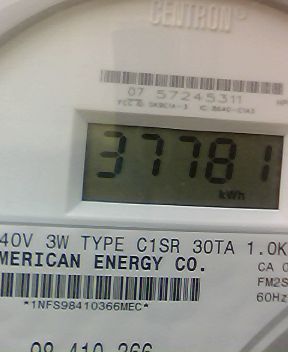 CENTRON®
07 57245311
37781
kWh
40V 3W TYPE C1SR 30TA 1.0K
MERICAN ENERGY CO.
CA 0
FM2S
*1NFS98410366MEC*
60Hz
98 410 366